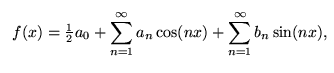 f(x) = ½a₀ + ∑_{n=1}^{∞} aₙ cos(nx) + ∑_{n=1}^{∞} bₙ sin(nx),